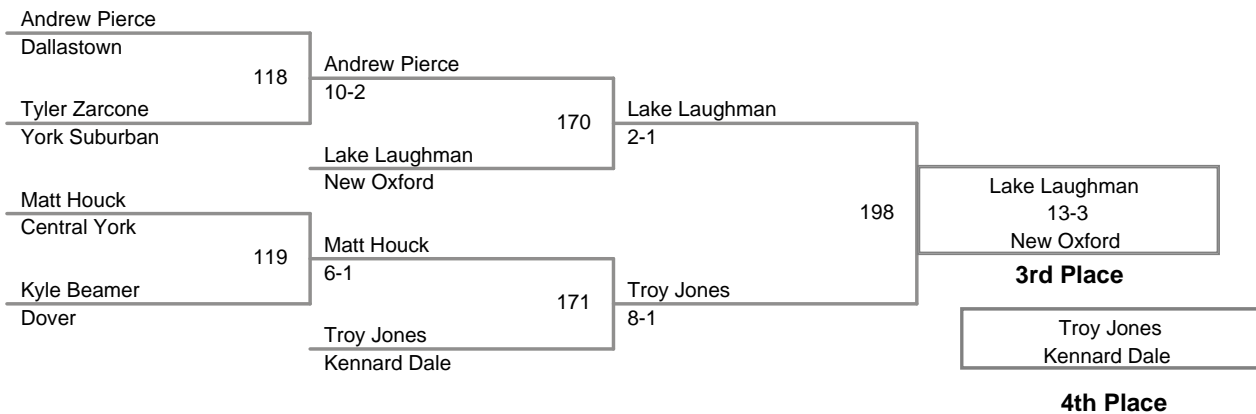 Andrew Pierce
Dallastown
118
Andrew Pierce
10-2
Tyler Zarcone
York Suburban
170
Lake Laughman
2-1
Lake Laughman
New Oxford
Matt Houck
Central York
198
Lake Laughman
13-3
New Oxford
3rd Place
119
Matt Houck
6-1
Kyle Beamer
Dover
171
Troy Jones
8-1
Troy Jones
Kennard Dale
Troy Jones
Kennard Dale
4th Place